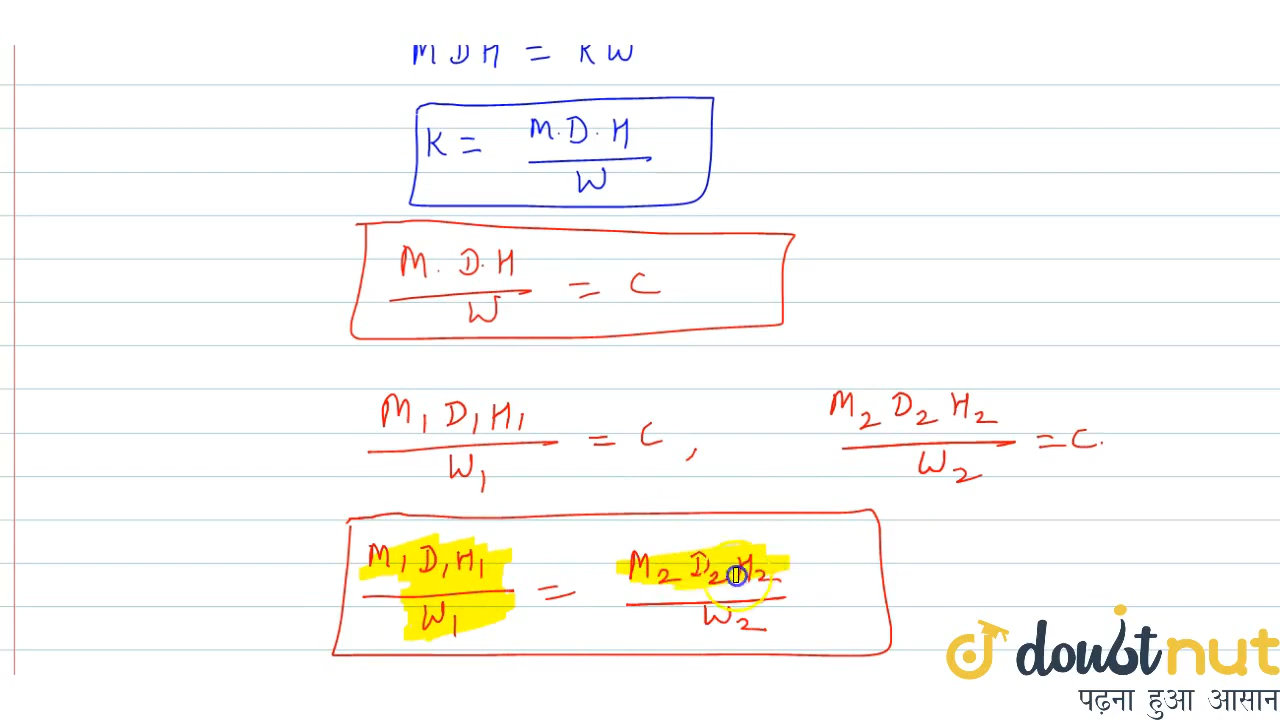 M D H = K W
K = M. D. H
W
M. D. H
W = C
M1 D1 H1
W1 = C,
M2 D2 H2
W2 = C.
M1 D1 H1 = M2 D2 H2
W1 W2
doubtnut
पढ़ना हुआ आसान